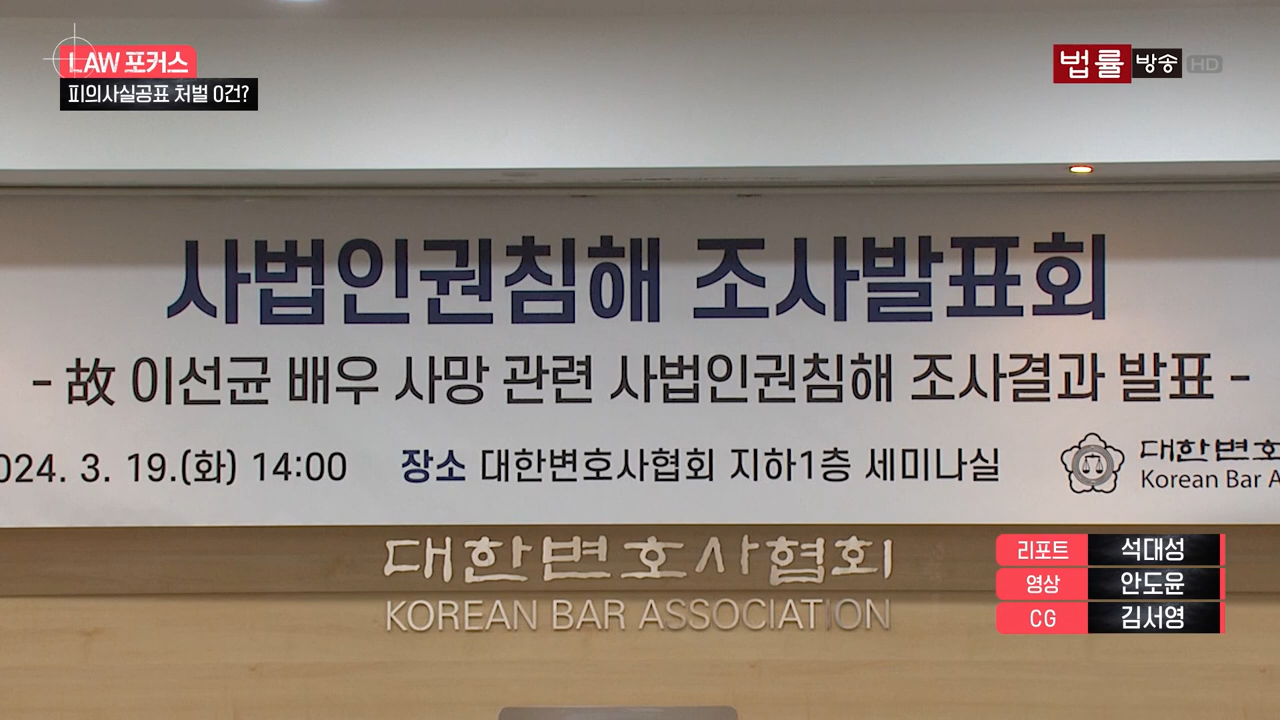 LAW 포커스
피의사실공표 처벌 0건?
법률방송 HD
사법인권침해 조사발표회
- 故 이선균 배우 사망 관련 사법인권침해 조사결과 발표 -
024. 3. 19.(화) 14:00 장소 대한변호사협회 지하1층 세미나실
대한변호
Korean Bar A
대한변호사협회
KOREAN BAR ASSOCIATION
리포트 석대성
영상 안도윤
CG 김서영